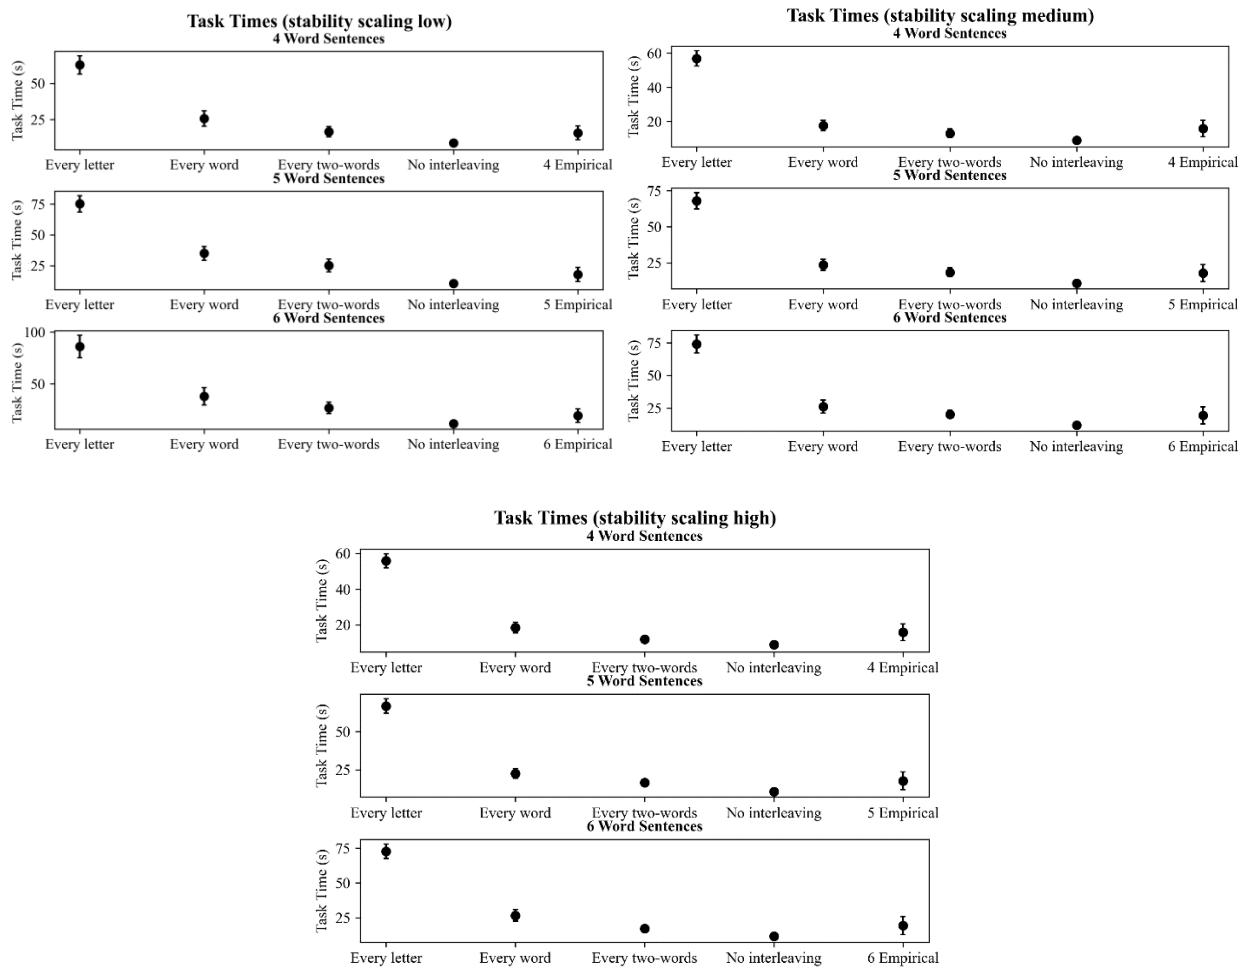 Task Times (stability scaling low)
4 Word Sentences
Task Time (s)
50
25
Every letter Every word Every two-words No interleaving 4 Empirical
5 Word Sentences
Task Time (s)
75
50
25
Every letter Every word Every two-words No interleaving 5 Empirical
6 Word Sentences
Task Time (s)
100
50
Every letter Every word Every two-words No interleaving 6 Empirical
Task Times (stability scaling medium)
4 Word Sentences
Task Time (s)
60
40
20
Every letter Every word Every two-words No interleaving 4 Empirical
5 Word Sentences
Task Time (s)
75
50
25
Every letter Every word Every two-words No interleaving 5 Empirical
6 Word Sentences
Task Time (s)
75
50
25
Every letter Every word Every two-words No interleaving 6 Empirical
Task Times (stability scaling high)
4 Word Sentences
Task Time (s)
60
40
20
Every letter Every word Every two-words No interleaving 4 Empirical
5 Word Sentences
Task Time (s)
50
25
Every letter Every word Every two-words No interleaving 5 Empirical
6 Word Sentences
Task Time (s)
75
50
25
Every letter Every word Every two-words No interleaving 6 Empirical